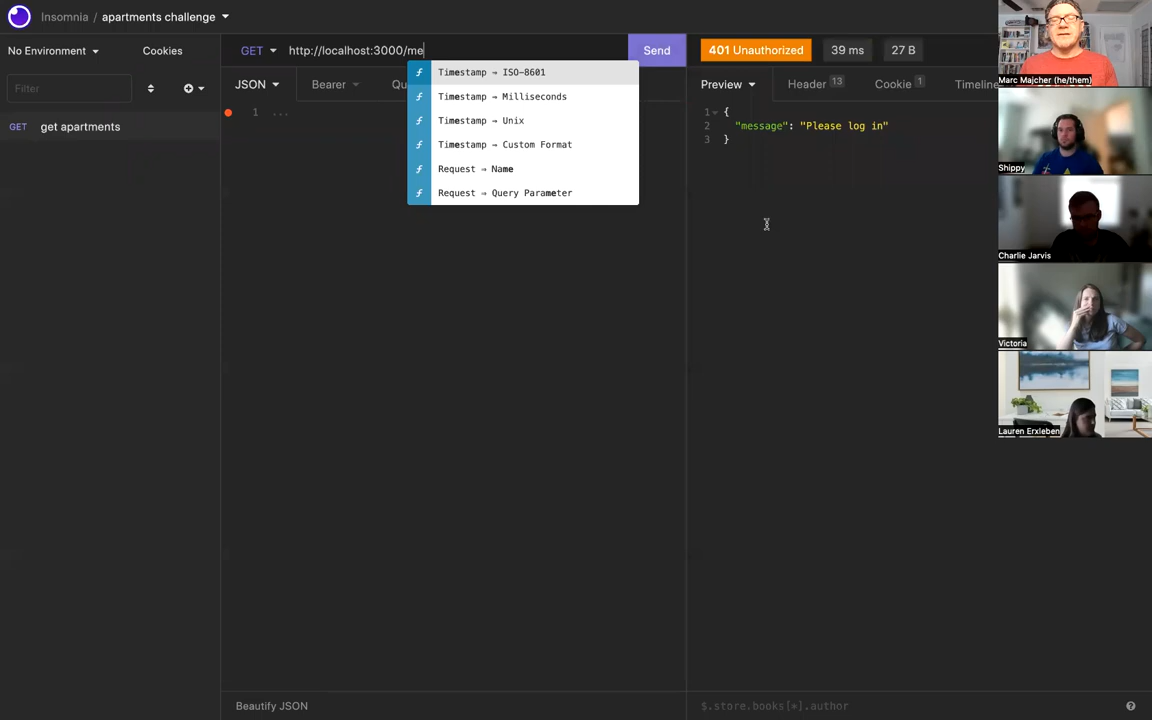 Insomnia / apartments challenge
No Environment
Cookies
Filter
GET get apartments
GET http://localhost:3000/me Send
JSON Bearer Qu
1 ...
Timestamp → ISO-8601
Timestamp → Milliseconds
Timestamp → Unix
Timestamp → Custom Format
Request → Name
Request → Query Parameter
Beautify JSON
401 Unauthorized 39 ms 27 B
Preview Header 13 Cookie 1 Timeline
1 {
2 "message": "Please log in"
3 }
$.store.books[*].author
Marc Majcher (he/them)
Shippy
Charlie Jarvis
Victoria
Lauren Erxleben